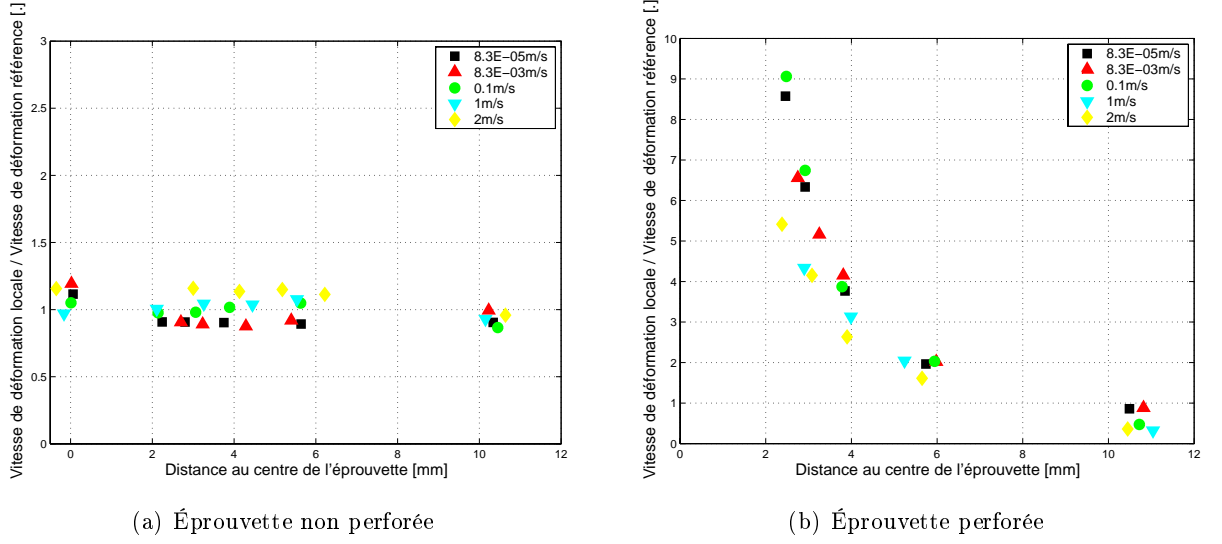 Vitesse de déformation locale / Vitesse de déformation référence [.]
3
2.5
2
1.5
1
0.5
0
0
2
4
6
8
10
12
Distance au centre de l'éprouvette [mm]
8.3E−05m/s
8.3E−03m/s
0.1m/s
1m/s
2m/s
(a) Éprouvette non perforée
Vitesse de déformation locale / Vitesse de déformation référence [.]
10
9
8
7
6
5
4
3
2
1
0
0
2
4
6
8
10
12
Distance au centre de l'éprouvette [mm]
8.3E−05m/s
8.3E−03m/s
0.1m/s
1m/s
2m/s
(b) Éprouvette perforée